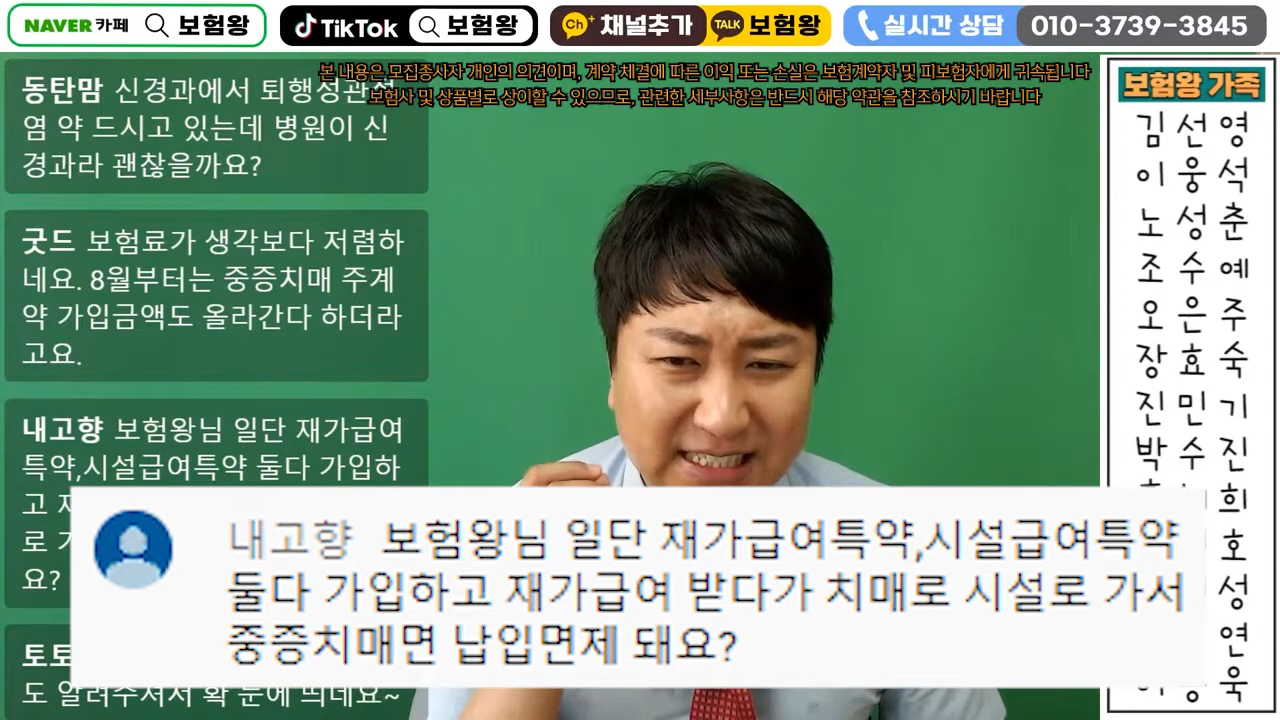 NAVER 카페 보험왕
TikTok 보험왕
Ch+ 채널추가 TALK 보험왕
실시간 상담 010-3739-3845
본 내용은 모집종사자 개인의 의견이며, 계약 체결에 따른 이익 또는 손실은 보험계약자 및 피보험자에게 귀속됩니다
보험사 및 상품별로 상이할 수 있으므로, 관련한 세부사항은 반드시 해당 약관을 참조하시기 바랍니다
동탄맘 신경과에서 퇴행성관절
염 약 드시고 있는데 병원이 신
경과라 괜찮을까요?
굿드 보험료가 생각보다 저렴하
네요. 8월부터는 중증치매 주계
약 가입금액도 올라간다 하더라
고요.
내고향 보험왕님 일단 재가급여
특약,시설급여특약 둘다 가입하
고
로
요?
토토
도 알려주셔서 확 눈에 띄네요~
내고향 보험왕님 일단 재가급여특약,시설급여특약
둘다 가입하고 재가급여 받다가 치매로 시설로 가서
중증치매면 납입면제 돼요?
보험왕 가족
김선영
이웅석
노성춘
조수예
오은주
장효숙
진민기
박수진
희
호
성
연
욱